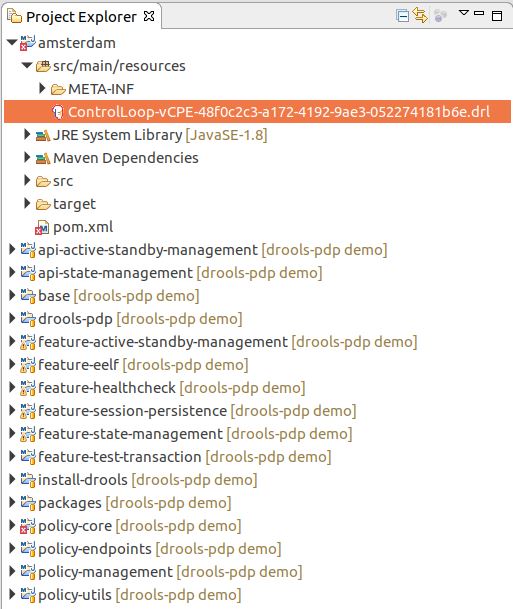 Project Explorer
amsterdam
src/main/resources
META-INF
ControlLoop-vCPE-48f0c2c3-a172-4192-9ae3-052274181b6e.drl
JRE System Library [JavaSE-1.8]
Maven Dependencies
src
target
pom.xml
api-active-standby-management [drools-pdp demo]
api-state-management [drools-pdp demo]
base [drools-pdp demo]
drools-pdp [drools-pdp demo]
feature-active-standby-management [drools-pdp demo]
feature-eelf [drools-pdp demo]
feature-healthcheck [drools-pdp demo]
feature-session-persistence [drools-pdp demo]
feature-state-management [drools-pdp demo]
feature-test-transaction [drools-pdp demo]
install-drools [drools-pdp demo]
packages [drools-pdp demo]
policy-core [drools-pdp demo]
policy-endpoints [drools-pdp demo]
policy-management [drools-pdp demo]
policy-utils [drools-pdp demo]